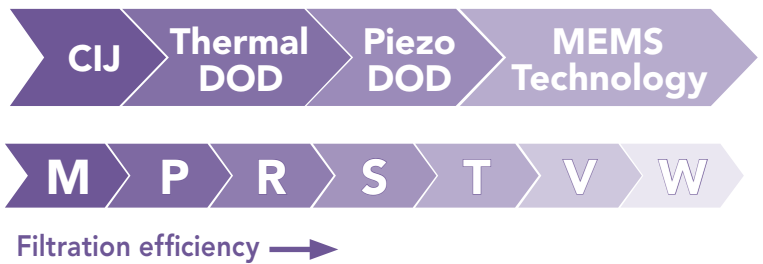 CIJ
Thermal
DOD
Piezo
DOD
MEMS
Technology
M P R S T V W
Filtration efficiency